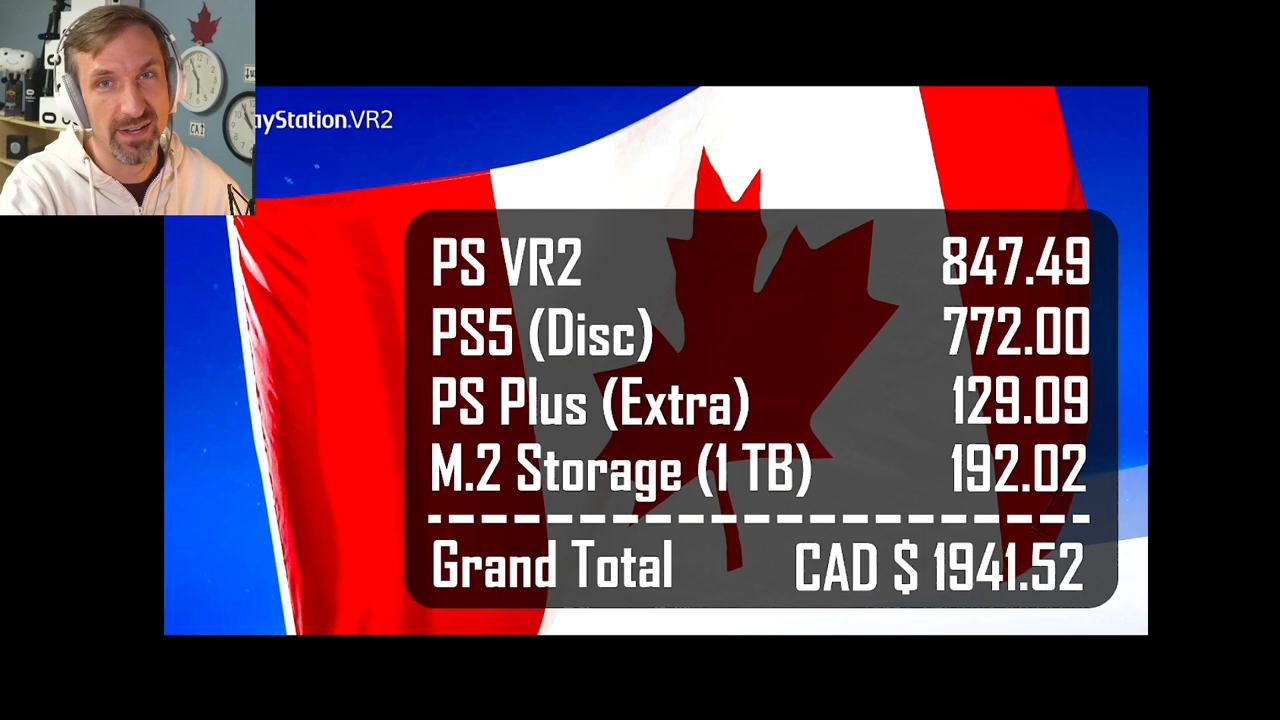 ayStation.VR2
PS VR2 847.49
PS5 (Disc) 772.00
PS Plus (Extra) 129.09
M.2 Storage (1 TB) 192.02
Grand Total CAD $ 1941.52